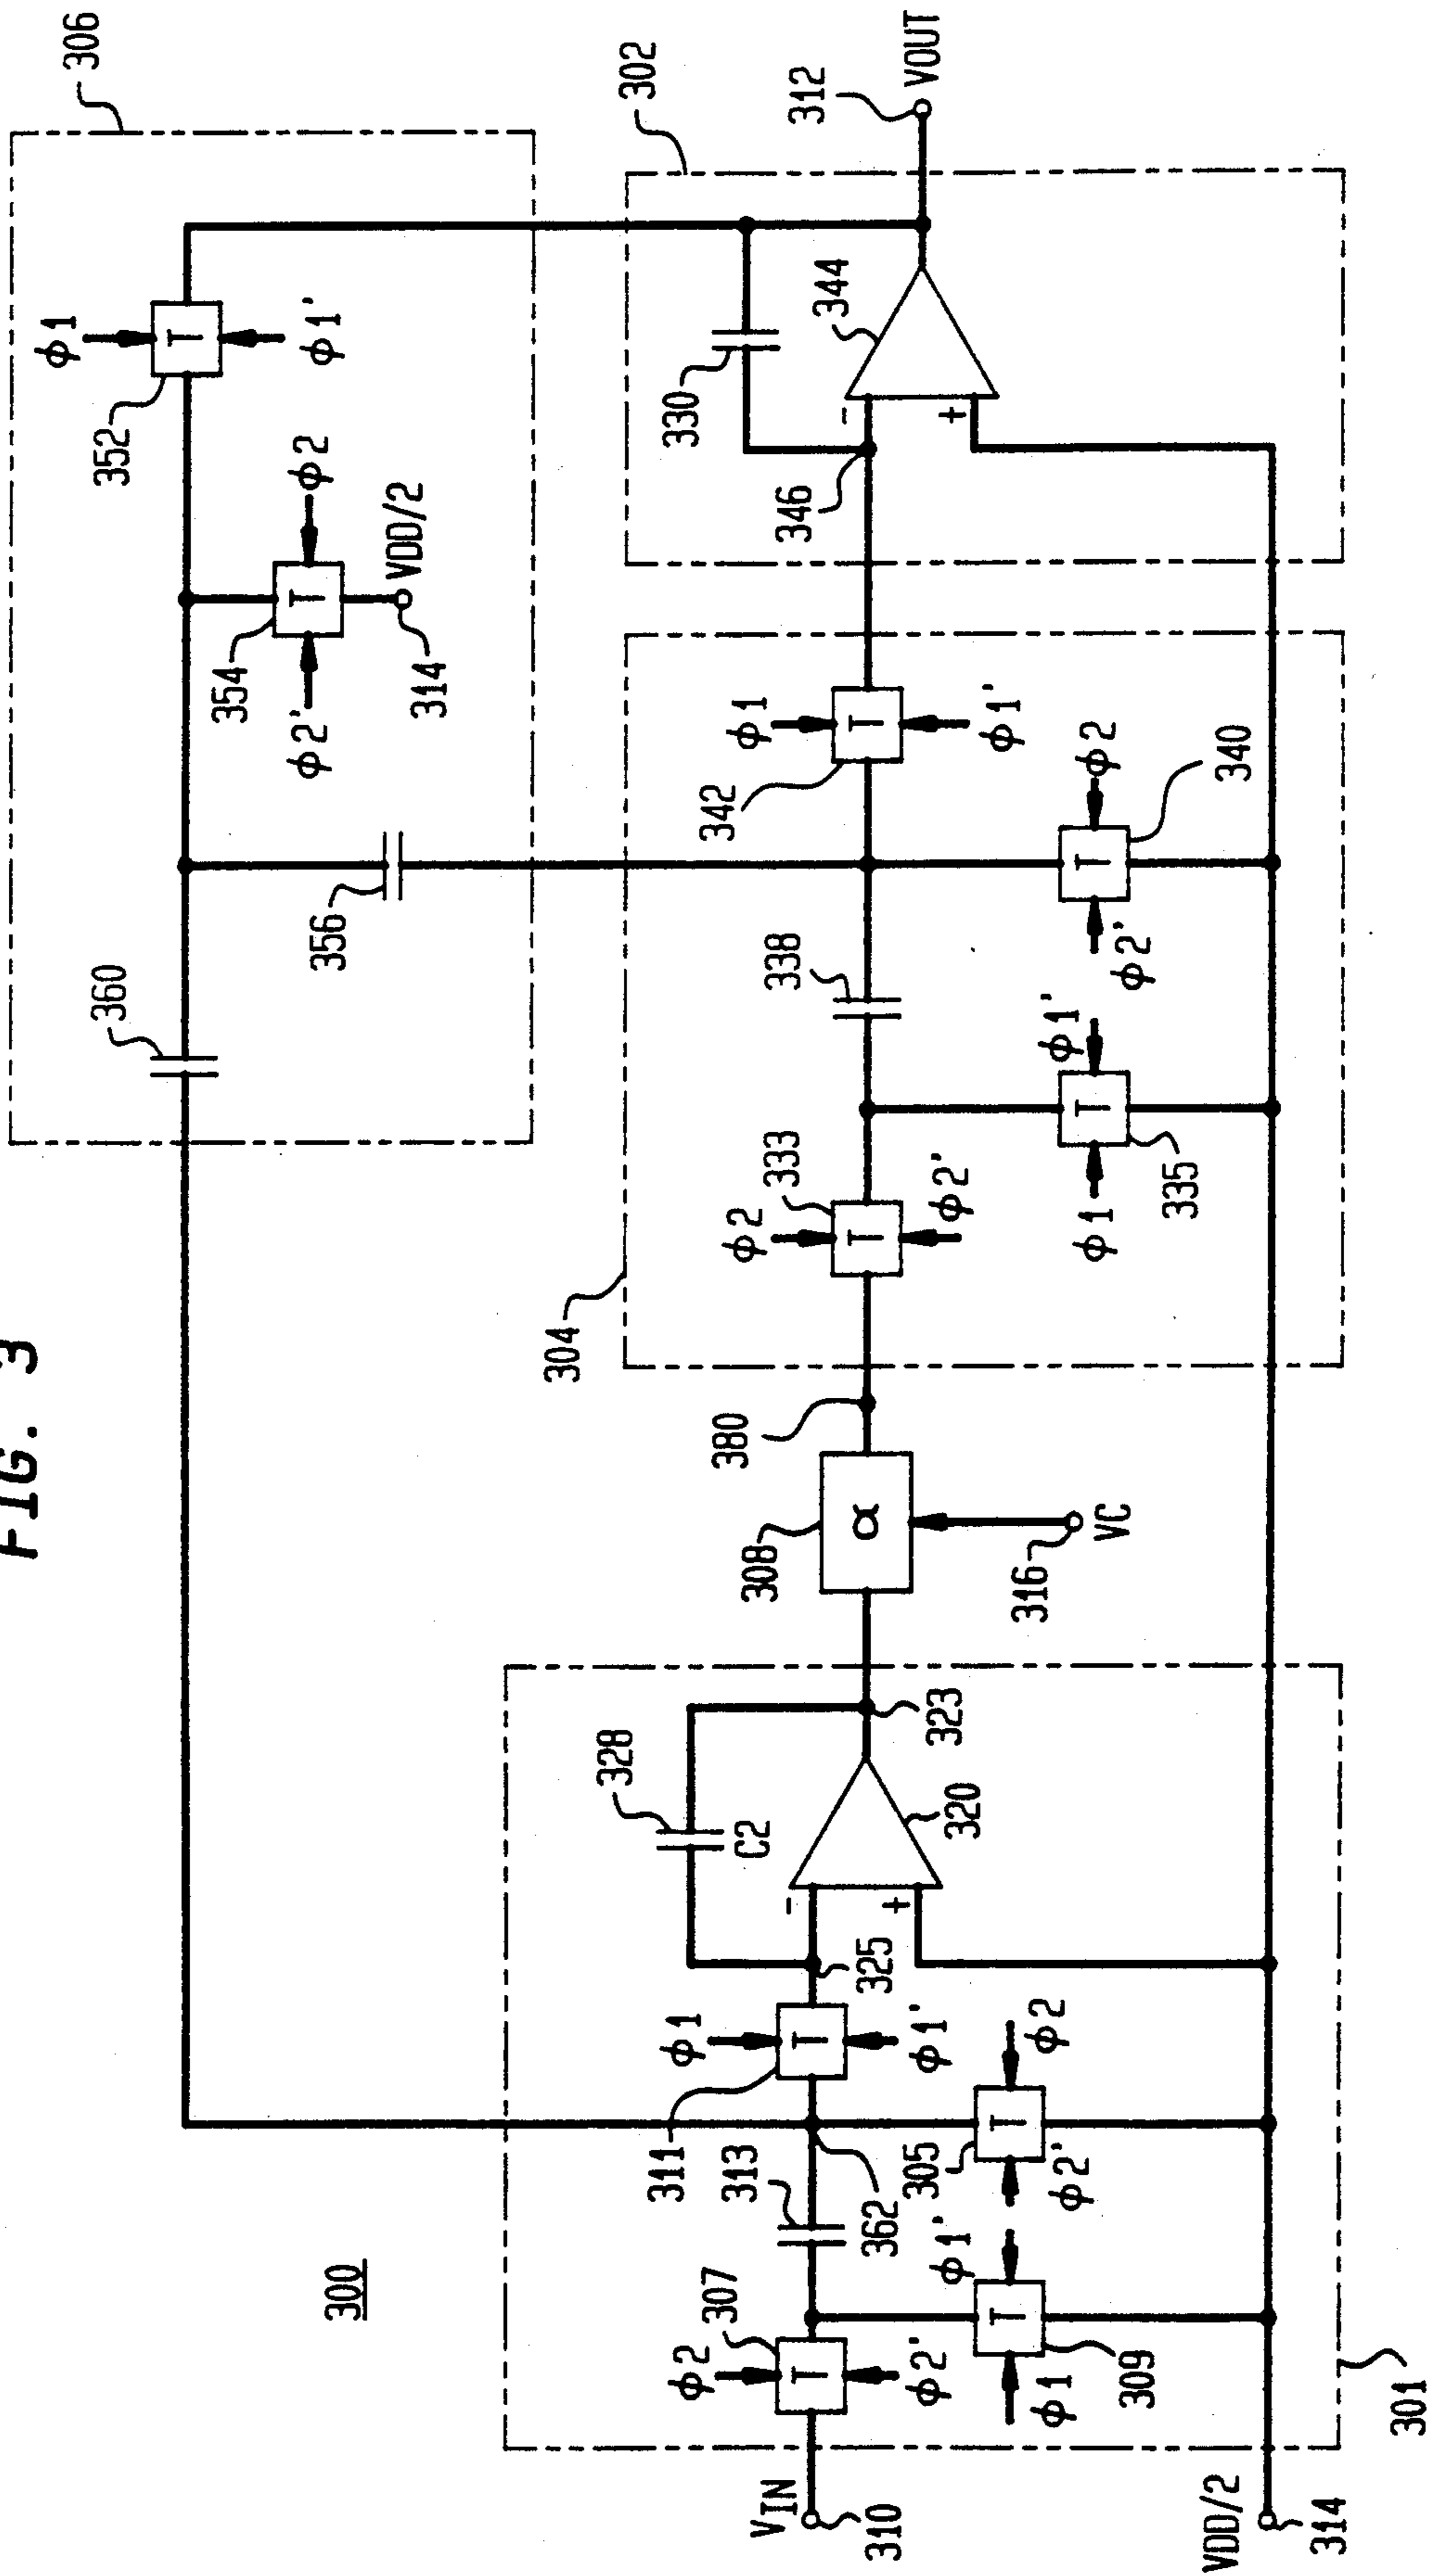 FIG. 3
300
306
360
352
φ1
φ1'
354
φ2'
φ2
VDD/2
314
356
302
330
344
346
-
+
312
VOUT
304
φ2
333
φ2'
338
342
φ1
φ1'
φ1
φ1'
335
φ2'
φ2
340
380
308
α
316
VC
328
C2
323
320
325
-
+
311
φ1
φ1'
313
362
305
φ2'
φ2
307
φ2
φ2'
φ1
φ1'
309
301
VIN
310
VDD/2
314
T
T
T
T
T
T
T
T
T
T